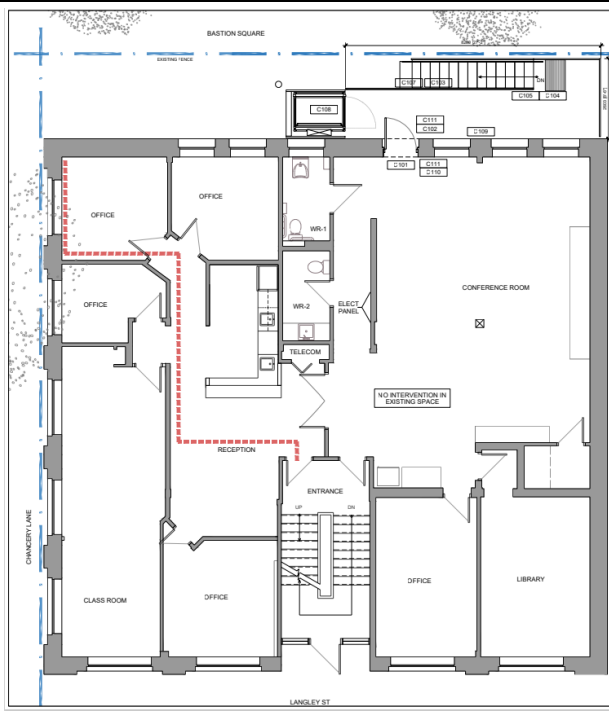 BASTION SQUARE
EXISTING FENCE
DN
C107
C103
C105
C104
C108
C111
C102
C109
C101
C111
C110
OFFICE
OFFICE
WR-1
OFFICE
WR-2
ELECT
PANEL
CONFERENCE ROOM
TELECOM
NO INTERVENTION IN
EXISTING SPACE
RECEPTION
ENTRANCE
UP
DN
CHANCERY LANE
CLASS ROOM
OFFICE
OFFICE
LIBRARY
LANGLEY ST